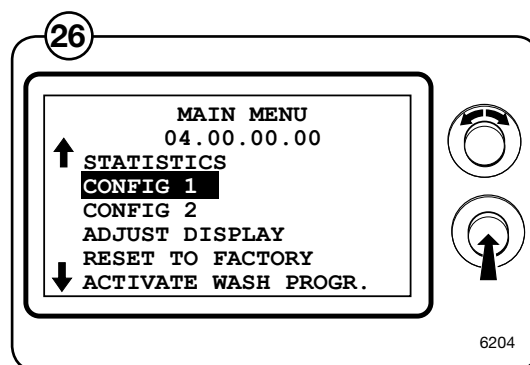 26
MAIN MENU
04.00.00.00
STATISTICS
CONFIG 1
CONFIG 2
ADJUST DISPLAY
RESET TO FACTORY
ACTIVATE WASH PROGR.
6204